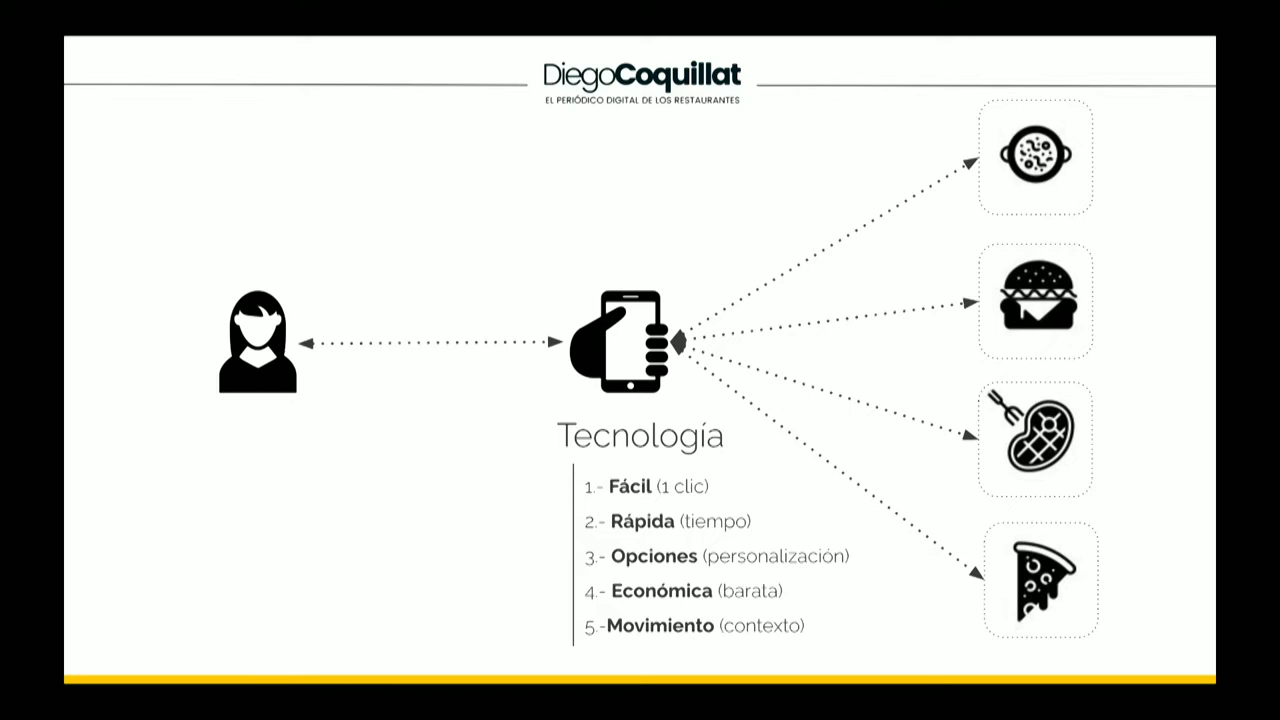 DiegoCoquillat
EL PERIÓDICO DIGITAL DE LOS RESTAURANTES
Tecnología
1.- Fácil (1 clic)
2.- Rápida (tiempo)
3.- Opciones (personalización)
4.- Económica (barata)
5.-Movimiento (contexto)